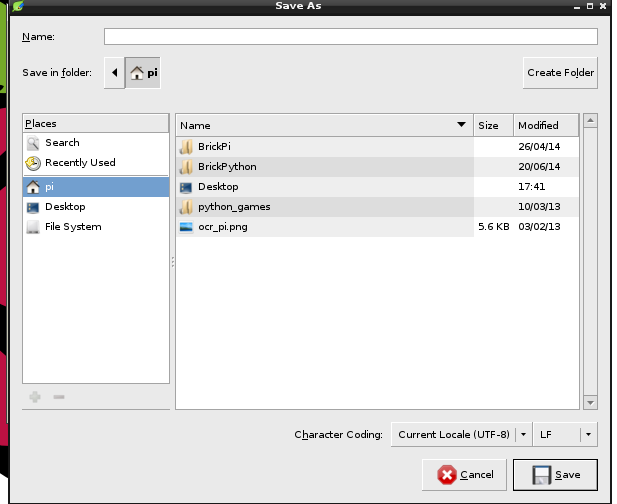 Save As
Name:
Save in folder: pi Create Folder
Places
Search
Recently Used
pi
Desktop
File System
Name Size Modified
BrickPi 26/04/14
BrickPython 20/06/14
Desktop 17:41
python_games 10/03/13
ocr_pi.png 5.6 KB 03/02/13
Character Coding: Current Locale (UTF-8) LF
Cancel Save